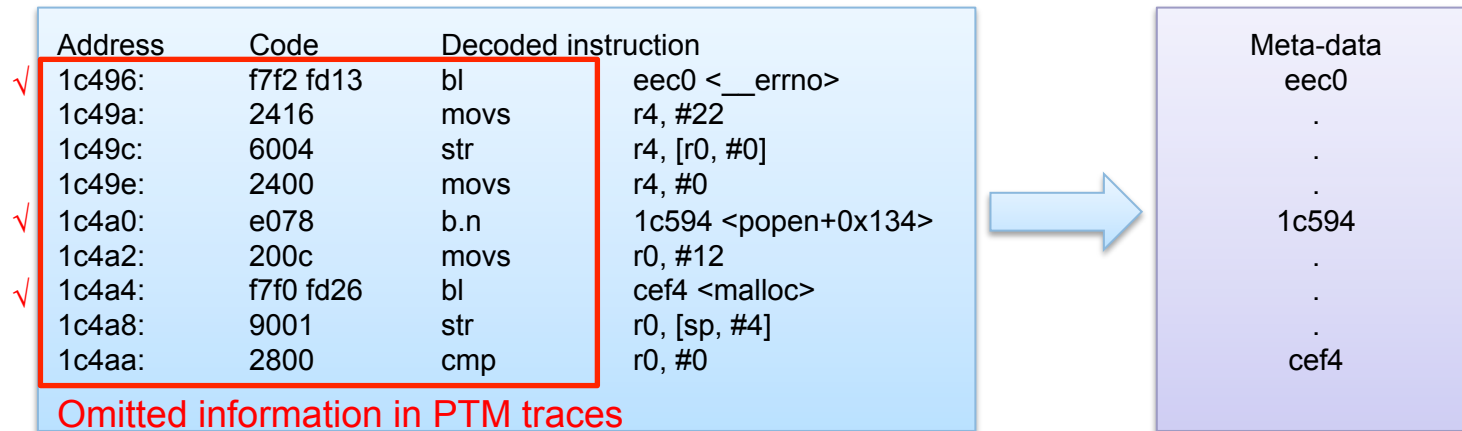 Address Code Decoded instruction
√ 1c496: f7f2 fd13 bl eec0 <__errno>
1c49a: 2416 movs r4, #22
1c49c: 6004 str r4, [r0, #0]
1c49e: 2400 movs r4, #0
√ 1c4a0: e078 b.n 1c594 <popen+0x134>
1c4a2: 200c movs r0, #12
√ 1c4a4: f7f0 fd26 bl cef4 <malloc>
1c4a8: 9001 str r0, [sp, #4]
1c4aa: 2800 cmp r0, #0
Omitted information in PTM traces
Meta-data
eec0
.
.
.
1c594
.
.
.
cef4